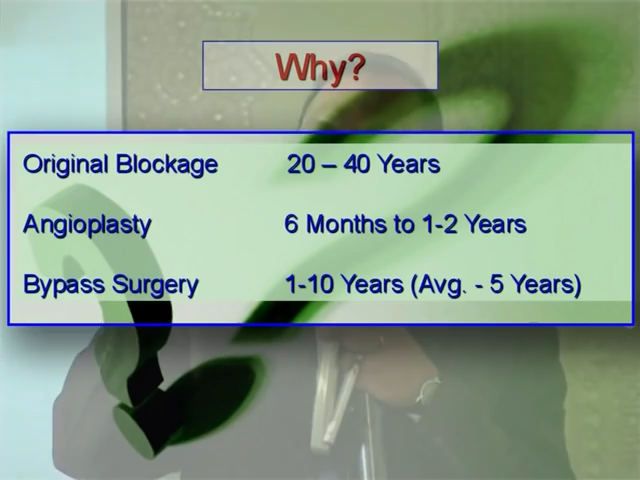 Why?
Original Blockage 20 – 40 Years
Angioplasty 6 Months to 1-2 Years
Bypass Surgery 1-10 Years (Avg. - 5 Years)